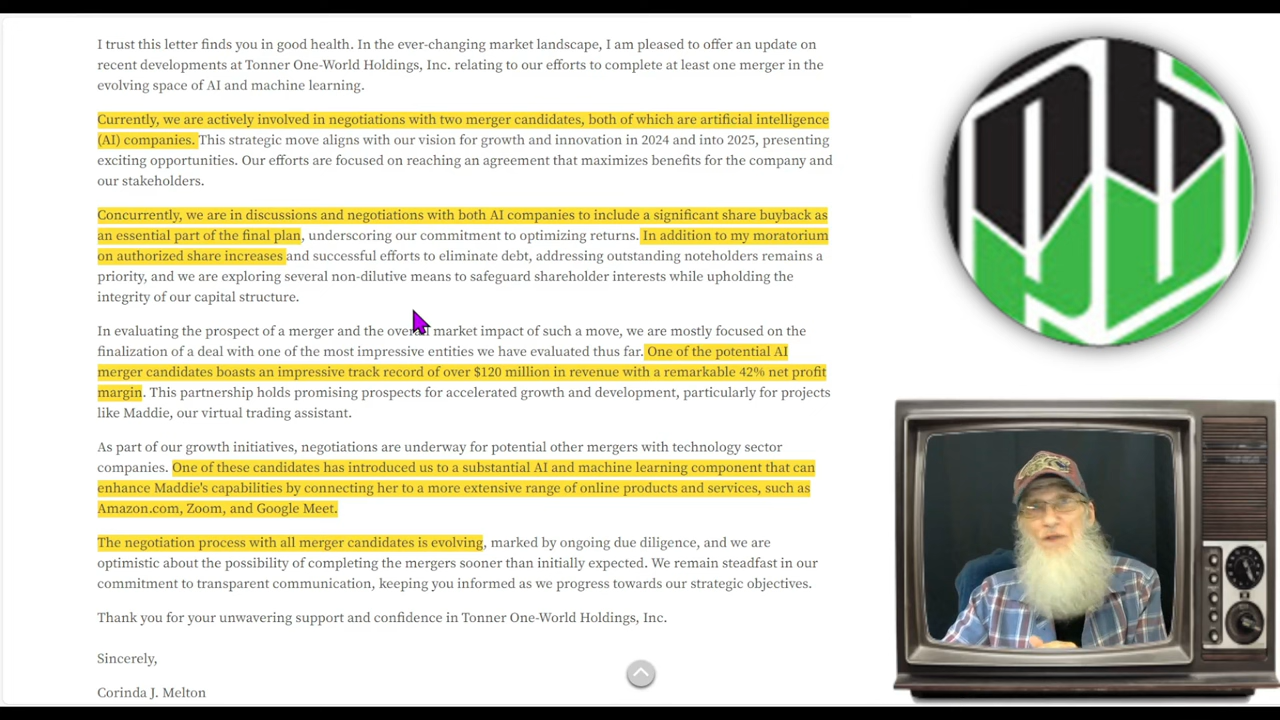 I trust this letter finds you in good health. In the ever-changing market landscape, I am pleased to offer an update on
recent developments at Tonner One-World Holdings, Inc. relating to our efforts to complete at least one merger in the
evolving space of AI and machine learning.
Currently, we are actively involved in negotiations with two merger candidates, both of which are artificial intelligence
(AI) companies. This strategic move aligns with our vision for growth and innovation in 2024 and into 2025, presenting
exciting opportunities. Our efforts are focused on reaching an agreement that maximizes benefits for the company and
our stakeholders.
Concurrently, we are in discussions and negotiations with both AI companies to include a significant share buyback as
an essential part of the final plan, underscoring our commitment to optimizing returns. In addition to my moratorium
on authorized share increases and successful efforts to eliminate debt, addressing outstanding noteholders remains a
priority, and we are exploring several non-dilutive means to safeguard shareholder interests while upholding the
integrity of our capital structure.
In evaluating the prospect of a merger and the overall market impact of such a move, we are mostly focused on the
finalization of a deal with one of the most impressive entities we have evaluated thus far. One of the potential AI
merger candidates boasts an impressive track record of over $120 million in revenue with a remarkable 42% net profit
margin. This partnership holds promising prospects for accelerated growth and development, particularly for projects
like Maddie, our virtual trading assistant.
As part of our growth initiatives, negotiations are underway for potential other mergers with technology sector
companies. One of these candidates has introduced us to a substantial AI and machine learning component that can
enhance Maddie's capabilities by connecting her to a more extensive range of online products and services, such as
Amazon.com, Zoom, and Google Meet.
The negotiation process with all merger candidates is evolving, marked by ongoing due diligence, and we are
optimistic about the possibility of completing the mergers sooner than initially expected. We remain steadfast in our
commitment to transparent communication, keeping you informed as we progress towards our strategic objectives.
Thank you for your unwavering support and confidence in Tonner One-World Holdings, Inc.
Sincerely,
Corinda J. Melton